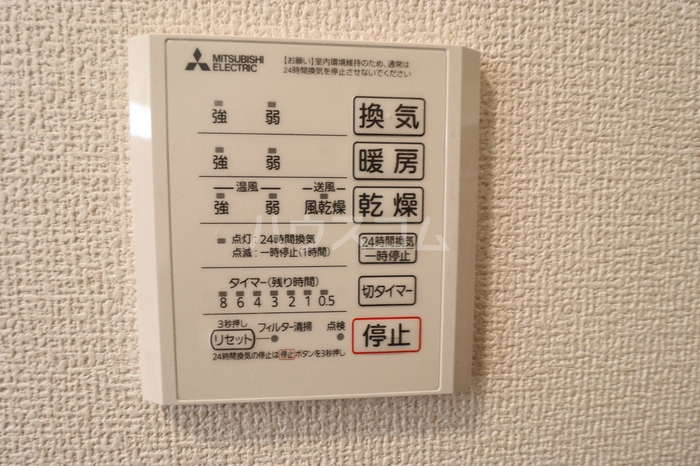 MITSUBISHI
ELECTRIC
【お願い】室内環境維持のため、通常は
24時間換気を停止させないでください
強 弱 換気
強 弱 暖房
温風 送風
強 弱 風乾燥 乾燥
点灯:24時間換気
点滅:一時停止(1時間)
24時間換気
一時停止
タイマー(残り時間)
8 6 4 3 2 1 0.5
切タイマー
3秒押し
リセット フィルター清掃 点検
停止
24時間換気の停止は停止ボタンを3秒押し
ハウスコム